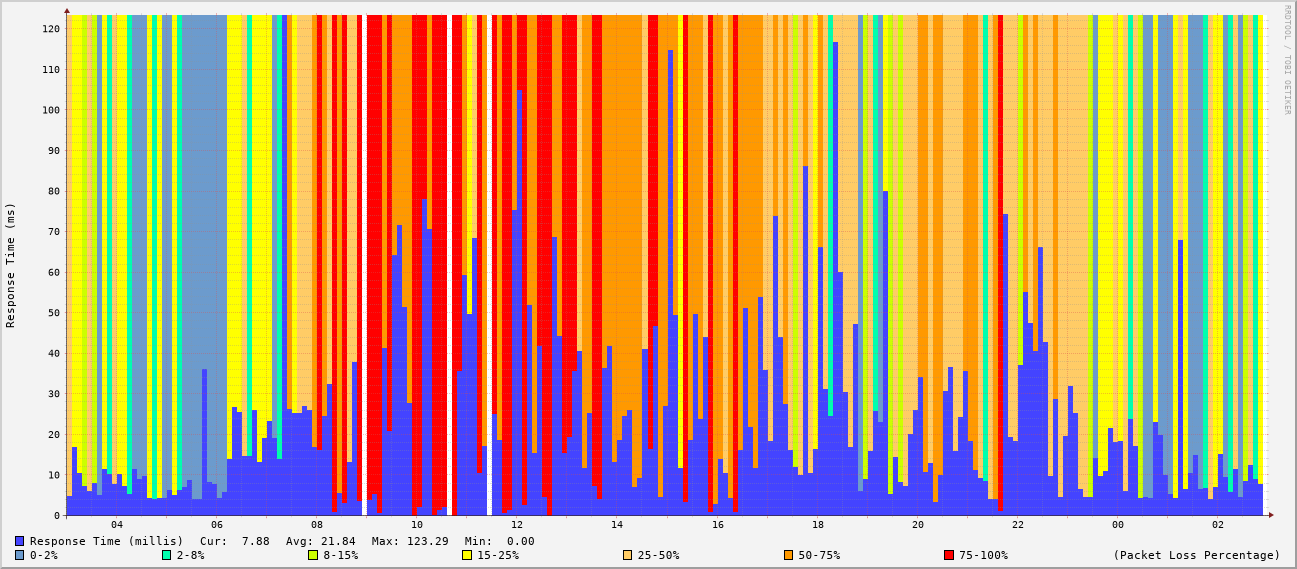 RRDTOOL / TOBI OETIKER
Response Time (ms)
120
110
100
90
80
70
60
50
40
30
20
10
0
04 06 08 10 12 14 16 18 20 22 00 02
Response Time (millis) Cur: 7.88 Avg: 21.84 Max: 123.29 Min: 0.00
0-2% 2-8% 8-15% 15-25% 25-50% 50-75% 75-100% (Packet Loss Percentage)